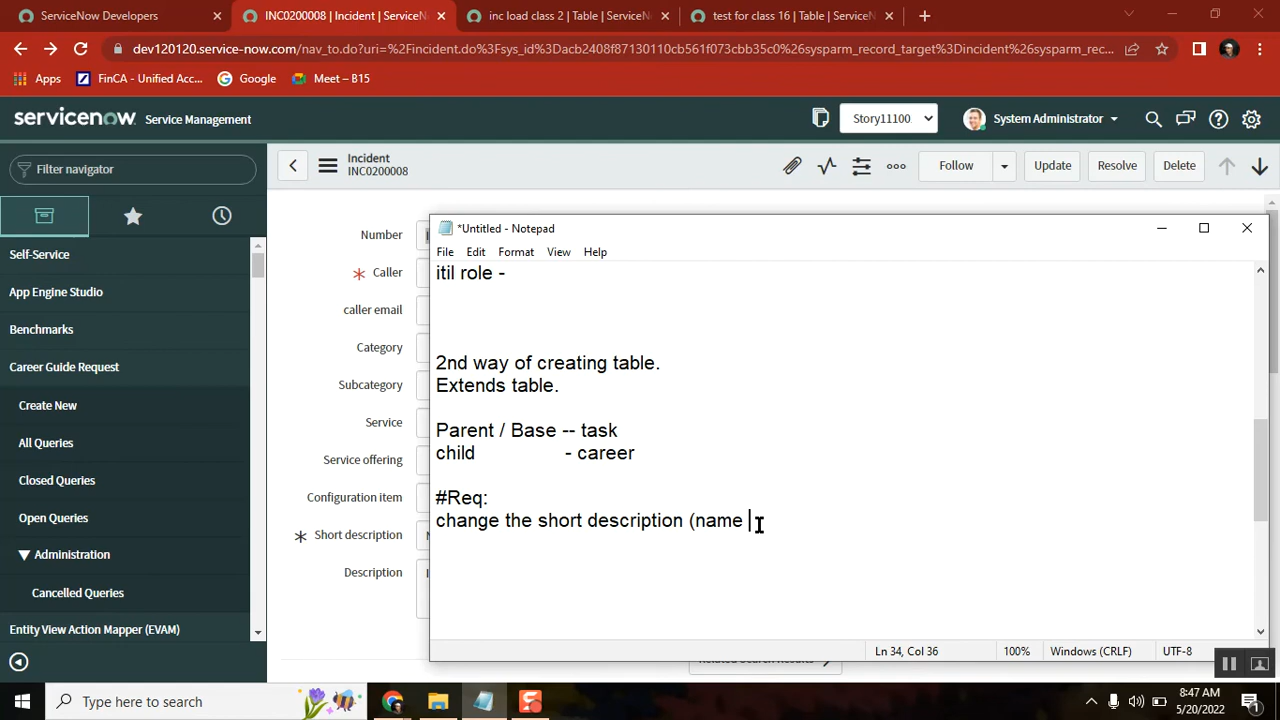 ServiceNow Developers
INC0200008 | Incident | ServiceN
inc load class 2 | Table | ServiceN
test for class 16 | Table | ServiceN
dev120120.service-now.com/nav_to.do?uri=%2Fincident.do%3Fsys_id%3Dacb2408f87130110cb561f073cbb35c0%26sysparm_record_target%3Dincident%26sysparm_rec...
Apps
FinCA - Unified Acc...
Google
Meet – B15
servicenow Service Management
Story11100
System Administrator
Filter navigator
Incident
INC0200008
Follow
Update
Resolve
Delete
Self-Service
App Engine Studio
Benchmarks
Career Guide Request
Create New
All Queries
Closed Queries
Open Queries
Administration
Cancelled Queries
Entity View Action Mapper (EVAM)
Number
Caller
caller email
Category
Subcategory
Service
Service offering
Configuration item
Short description
Description
*Untitled - Notepad
File Edit Format View Help
itil role -
2nd way of creating table.
Extends table.
Parent / Base -- task
child - career
#Req:
change the short description (name
Ln 34, Col 36
100%
Windows (CRLF)
UTF-8
Related Search Results
Type here to search
8:47 AM
5/20/2022